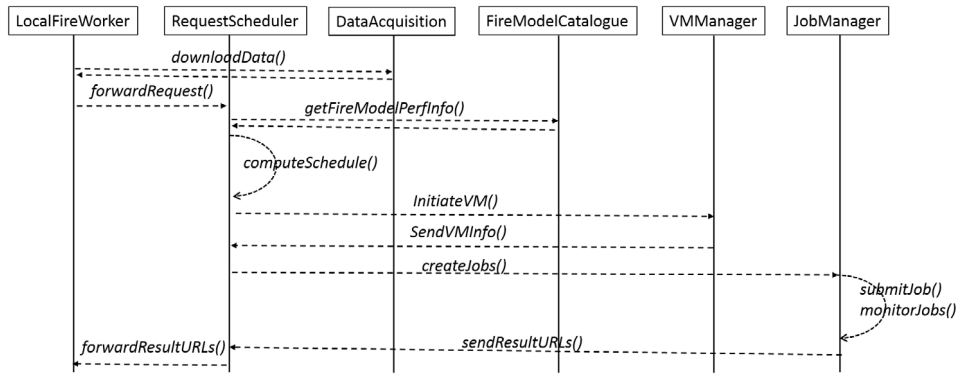 LocalFireWorker RequestScheduler DataAcquisition FireModelCatalogue VMManager JobManager
downloadData()
forwardRequest()
getFireModelPerfInfo()
computeSchedule()
InitiateVM()
SendVMInfo()
createJobs()
submitJob()
monitorJobs()
sendResultURLs()
forwardResultURLs()